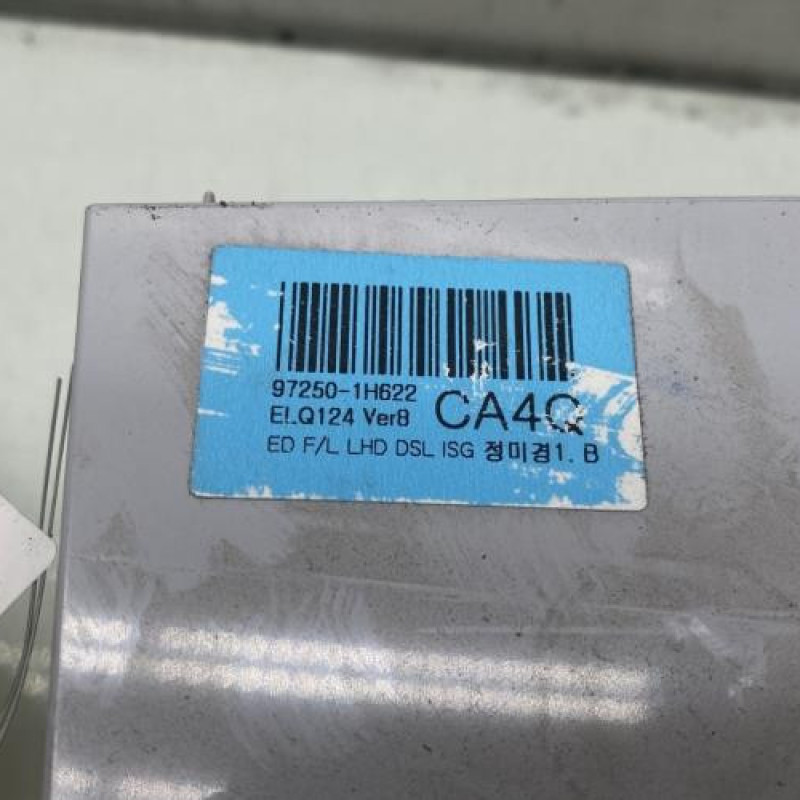 97250-1H622
ELQ124 Ver8 CA4Q
ED F/L LHD DSL ISG 정미경1. B